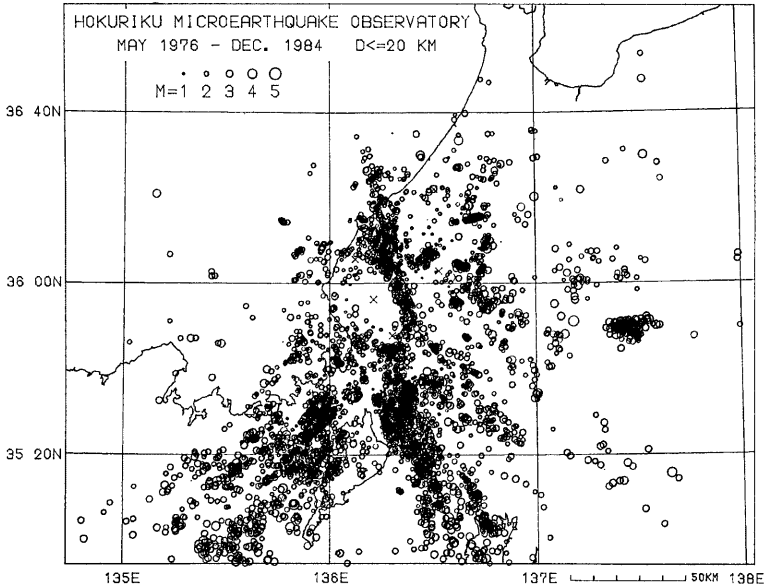 HOKURIKU MICROEARTHQUAKE OBSERVATORY
MAY 1976 - DEC. 1984 D<=20 KM
M=1 2 3 4 5
36 40N
36 00N
35 20N
135E 136E 137E 50KM 138E